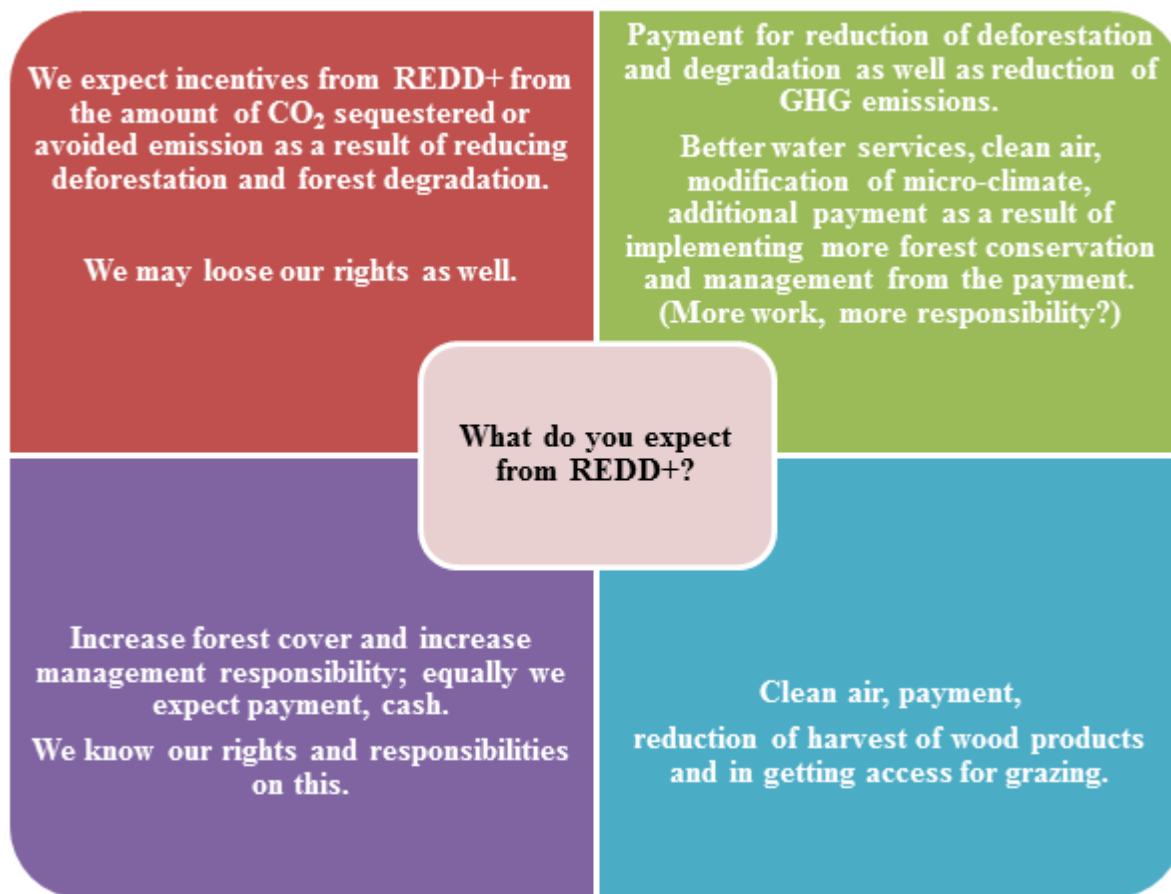 We expect incentives from REDD+ from
the amount of CO₂ sequestered or
avoided emission as a result of reducing
deforestation and forest degradation.
We may loose our rights as well.
Payment for reduction of deforestation
and degradation as well as reduction of
GHG emissions.
Better water services, clean air,
modification of micro-climate,
additional payment as a result of
implementing more forest conservation
and management from the payment.
(More work, more responsibility?)
What do you expect
from REDD+?
Increase forest cover and increase
management responsibility; equally we
expect payment, cash.
We know our rights and responsibilities
on this.
Clean air, payment,
reduction of harvest of wood products
and in getting access for grazing.